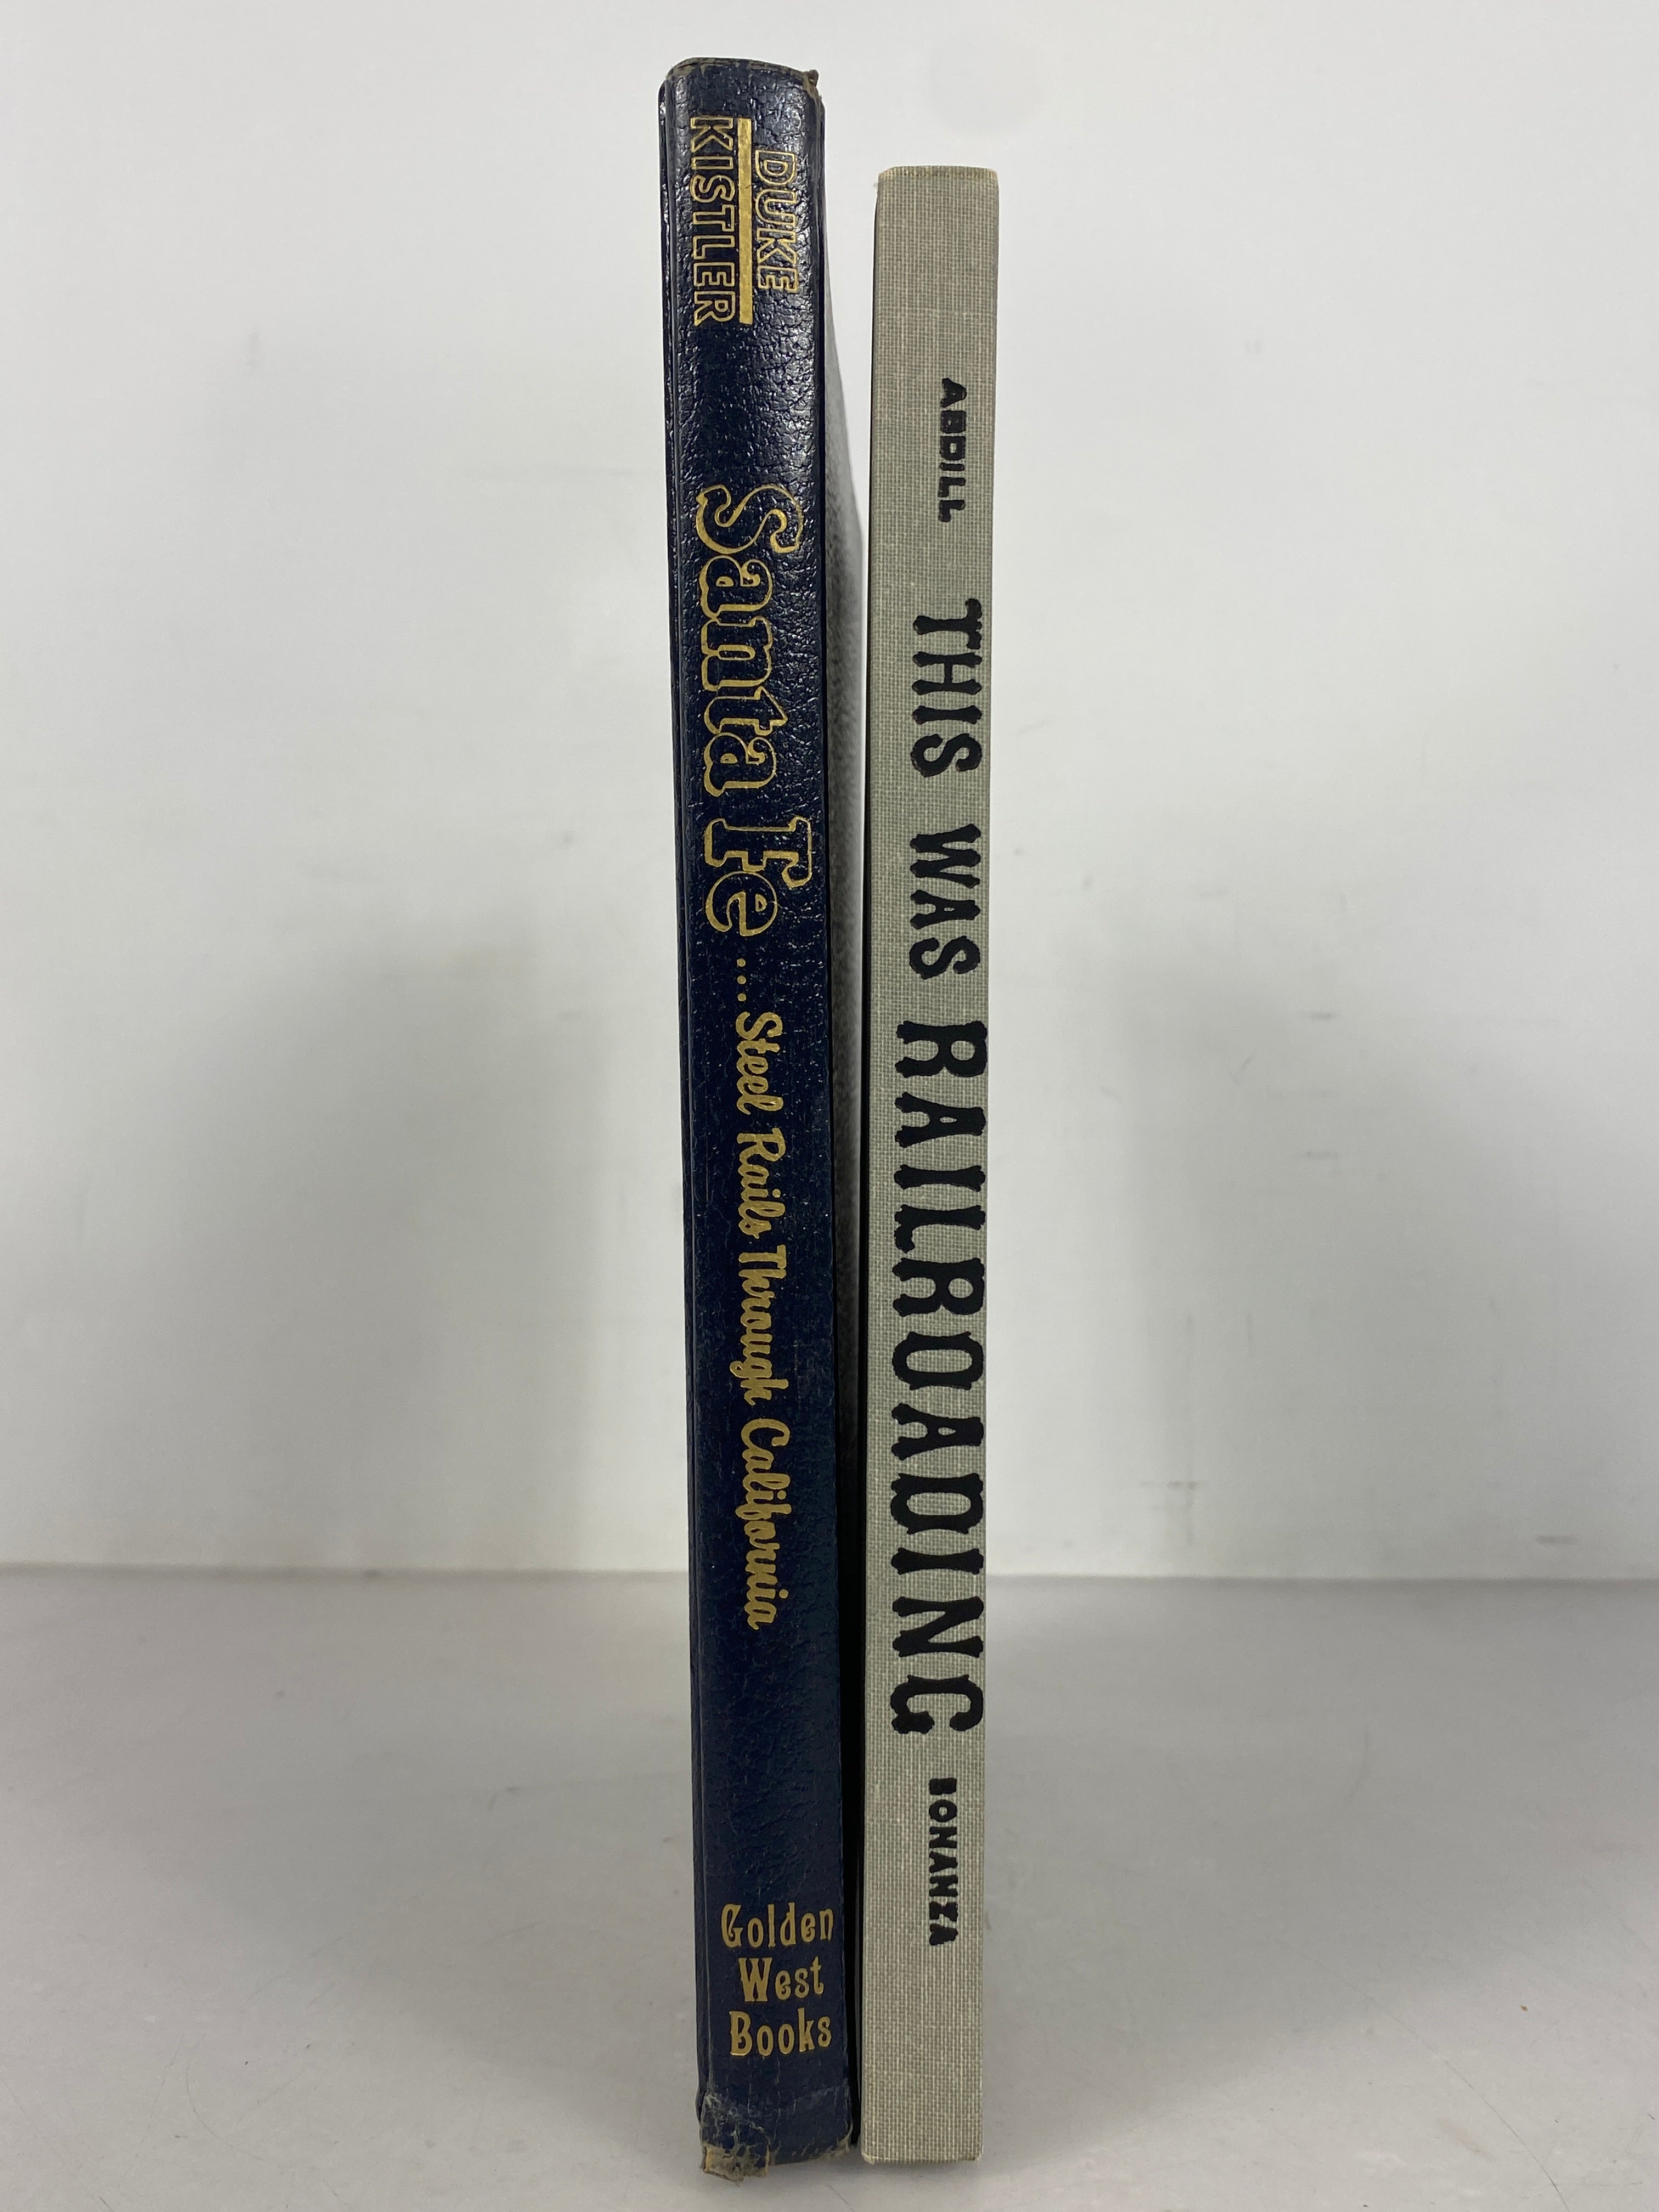 DUKE
KISTLER
Santa Fe ...Steel Rails Through California
Golden
West
Books
ABDILL
THIS WAS RAILROADING
BONANZA